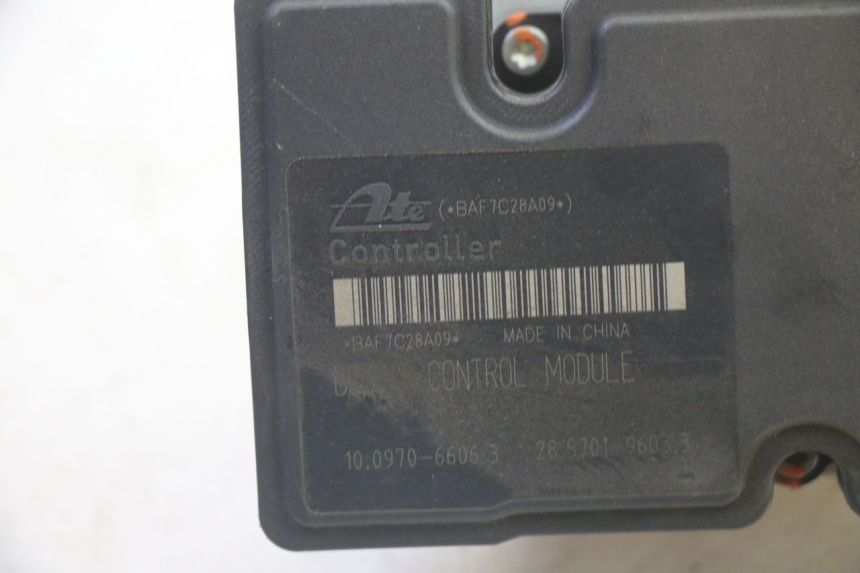 Ate (*BAF7C28A09*)
Controller
*BAF7C28A09* MADE IN CHINA
CONTROL MODULE
10.0970-6606.3 28.5701-9603.3